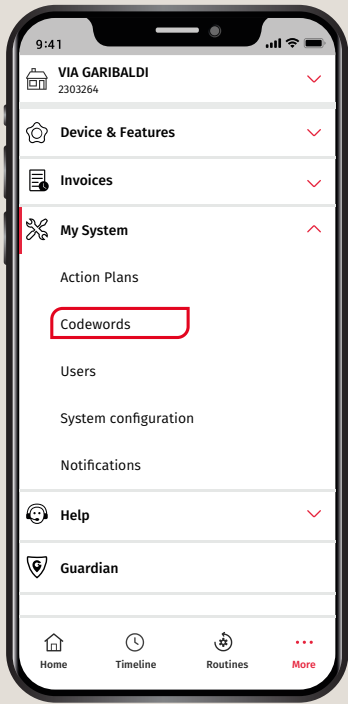 9:41
VIA GARIBALDI
2303264
Device & Features
Invoices
My System
Action Plans
Codewords
Users
System configuration
Notifications
Help
G
Guardian
Home Timeline Routines More